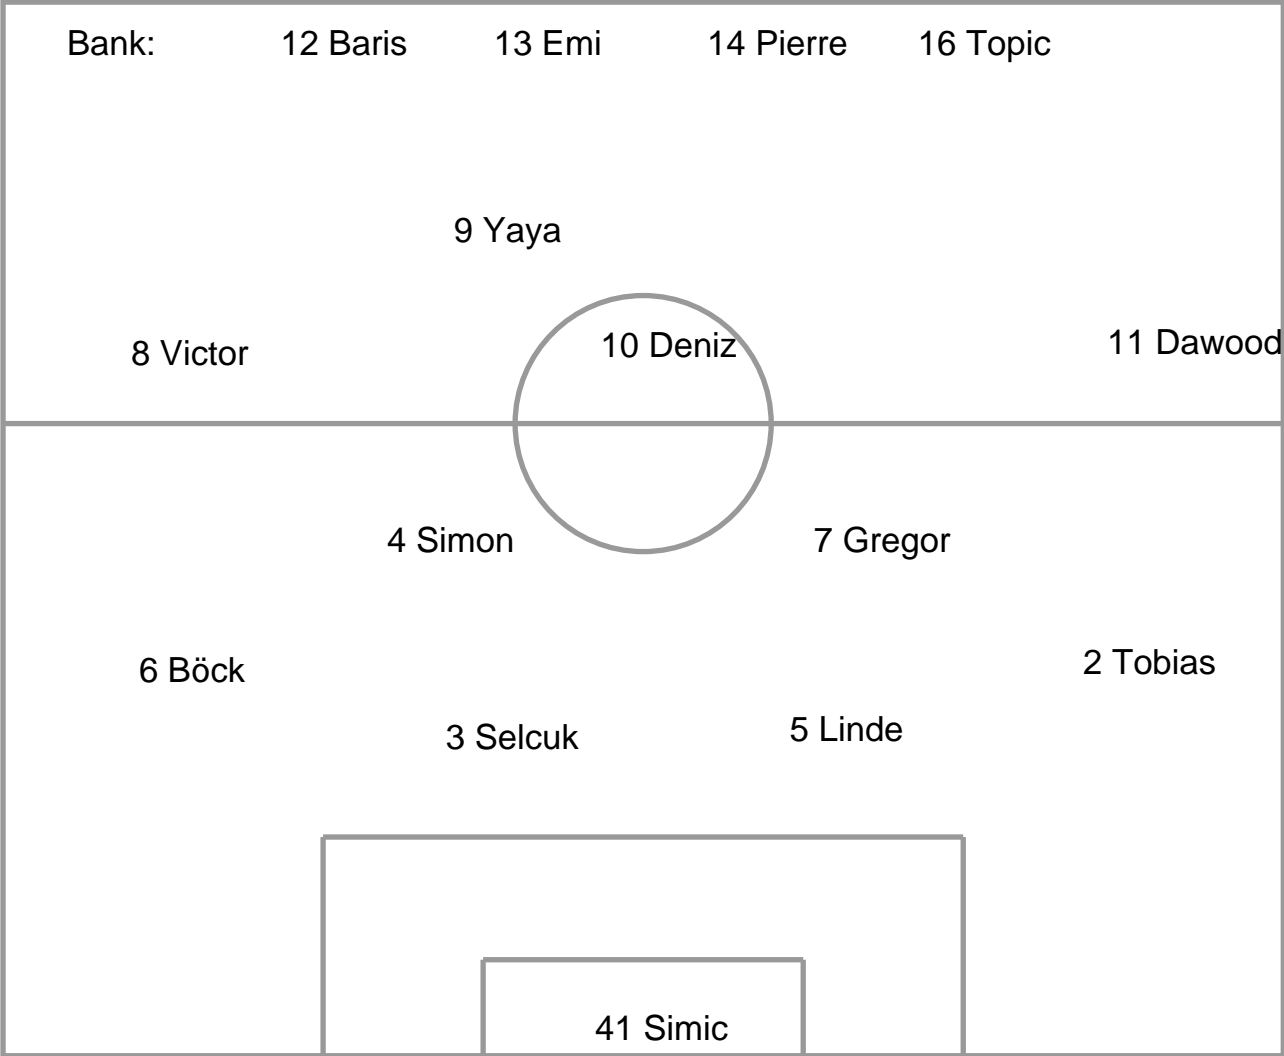 Bank: 12 Baris 13 Emi 14 Pierre 16 Topic
9 Yaya
8 Victor 10 Deniz 11 Dawood
4 Simon 7 Gregor
6 Böck 2 Tobias
3 Selcuk 5 Linde
41 Simic